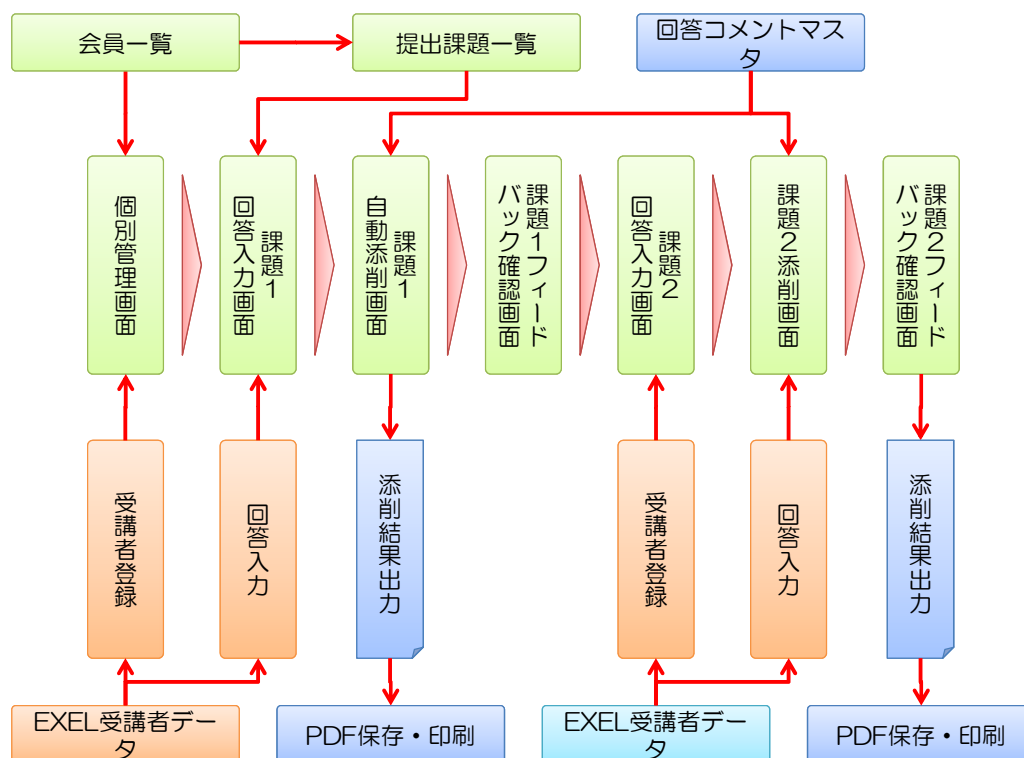 会員一覧
提出課題一覧
回答コメントマス
タ
個別管理画面
課題1
回答入力画面
課題1
自動添削画面
課題1フィード
バック確認画面
課題2
回答入力画面
課題2添削画面
課題2フィード
バック確認画面
受講者登録
回答入力
添削結果出力
受講者登録
回答入力
添削結果出力
EXEL受講者デー
タ
PDF保存・印刷
EXEL受講者デー
タ
PDF保存・印刷